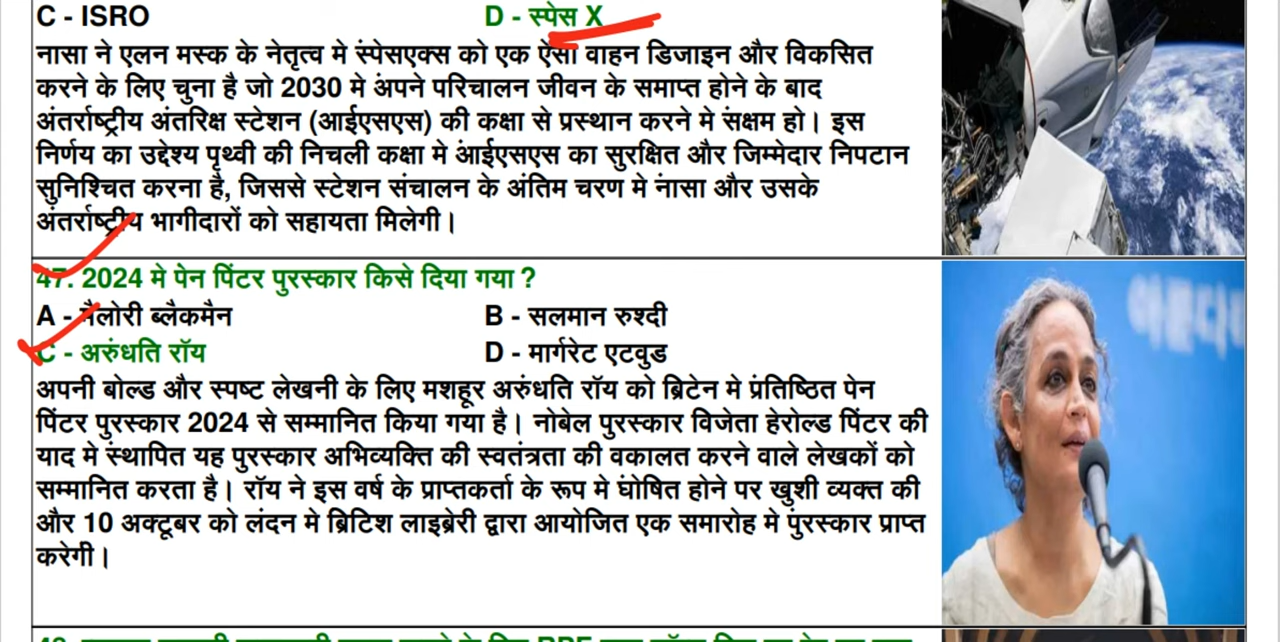 C - ISRO
D - स्पेस X
नासा ने एलन मस्क के नेतृत्व मे स्ंपेसएक्स को एक ऐसा वाहन डिजाइन और विकसित
करने के लिए चुना है जो 2030 मे अंपने परिचालन जीवन के समाप्त होने के बाद
अंतर्राष्ट्रीय अंतरिक्ष स्टेशन (आईएसएस) की कक्षा से प्रस्थान करने मे संक्षम हो। इस
निर्णय का उद्देश्य पृथ्वी की निचली कक्षा मे आंईएसएस का सुरक्षित और जिम्मेदार निपटान
सुनिश्चित करना है, जिससे स्टेशन संचालन के अंतिम चरण मे नांसा और उसके
अंतर्राष्ट्रीय भागीदारों को सहायता मिलेगी।
47. 2024 मे पेन पिंटर पुरस्कार किसे दिया गया ?
A - मैलोरी ब्लैकमैन
B - सलमान रुश्दी
C - अरुंधति रॉय
D - मार्गरेट एटवुड
अपनी बोल्ड और स्पष्ट लेखनी के लिए मशहूर अरुंधति रॉय को ब्रिटेन मे प्रंतिष्ठित पेन
पिंटर पुरस्कार 2024 से सम्मानित किया गया है। नोबेल पुरस्कार विजेता हेरोल्ड पिंटर की
याद मे स्थांपित यह पुरस्कार अभिव्यक्ति की स्वतंत्रता की वकालत करने वाले लेखकों को
सम्मानित करता है। रॉय ने इस वर्ष के प्राप्तकर्ता के रूप मे घोंषित होने पर खुशी व्यक्त की
और 10 अक्टूबर को लंदन मे ब्रिंटिश लाइब्रेरी द्वारा आयोजित एक समारोह मे पुंरस्कार प्राप्त
करेगी।